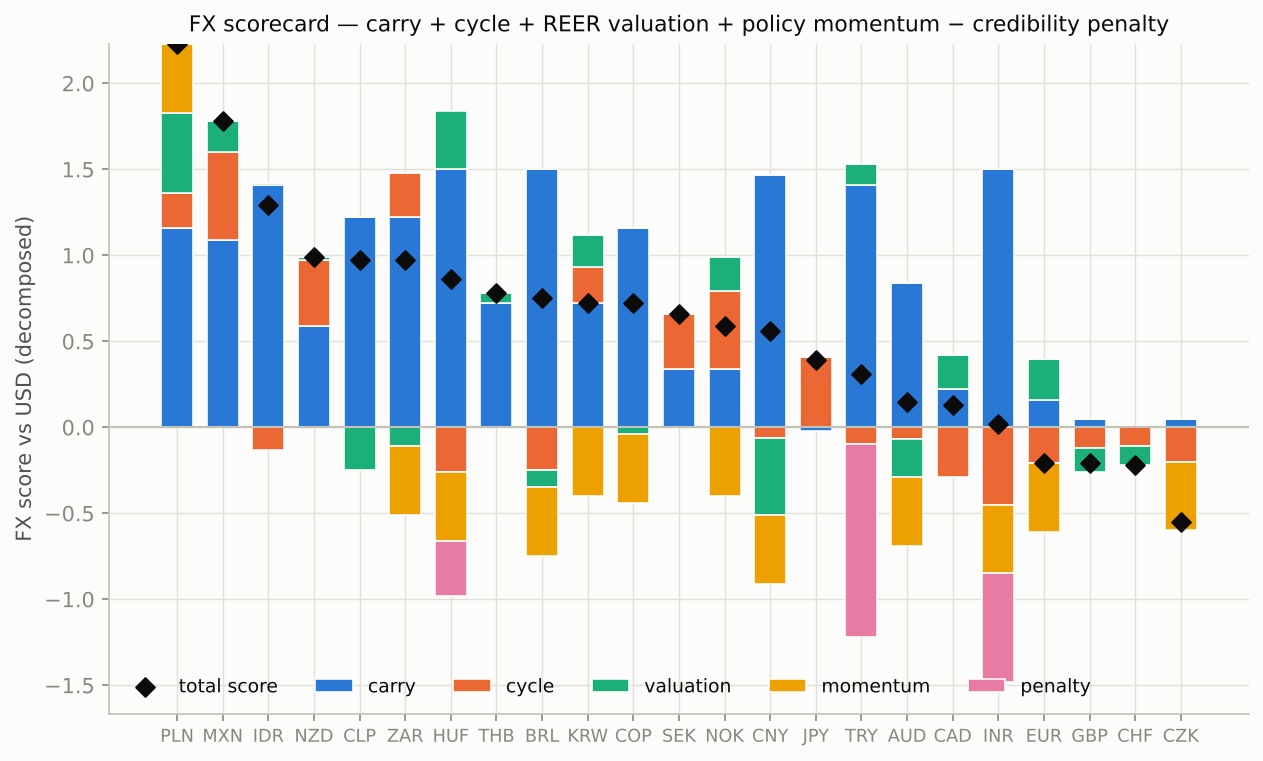 FX scorecard — carry + cycle + REER valuation + policy momentum − credibility penalty
FX score vs USD (decomposed)
2.0
1.5
1.0
0.5
0.0
−0.5
−1.0
−1.5
total score carry cycle valuation momentum penalty
PLN MXN IDR NZD CLP ZAR HUF THB BRL KRW COP SEK NOK CNY JPY TRY AUD CAD INR EUR GBP CHF CZK